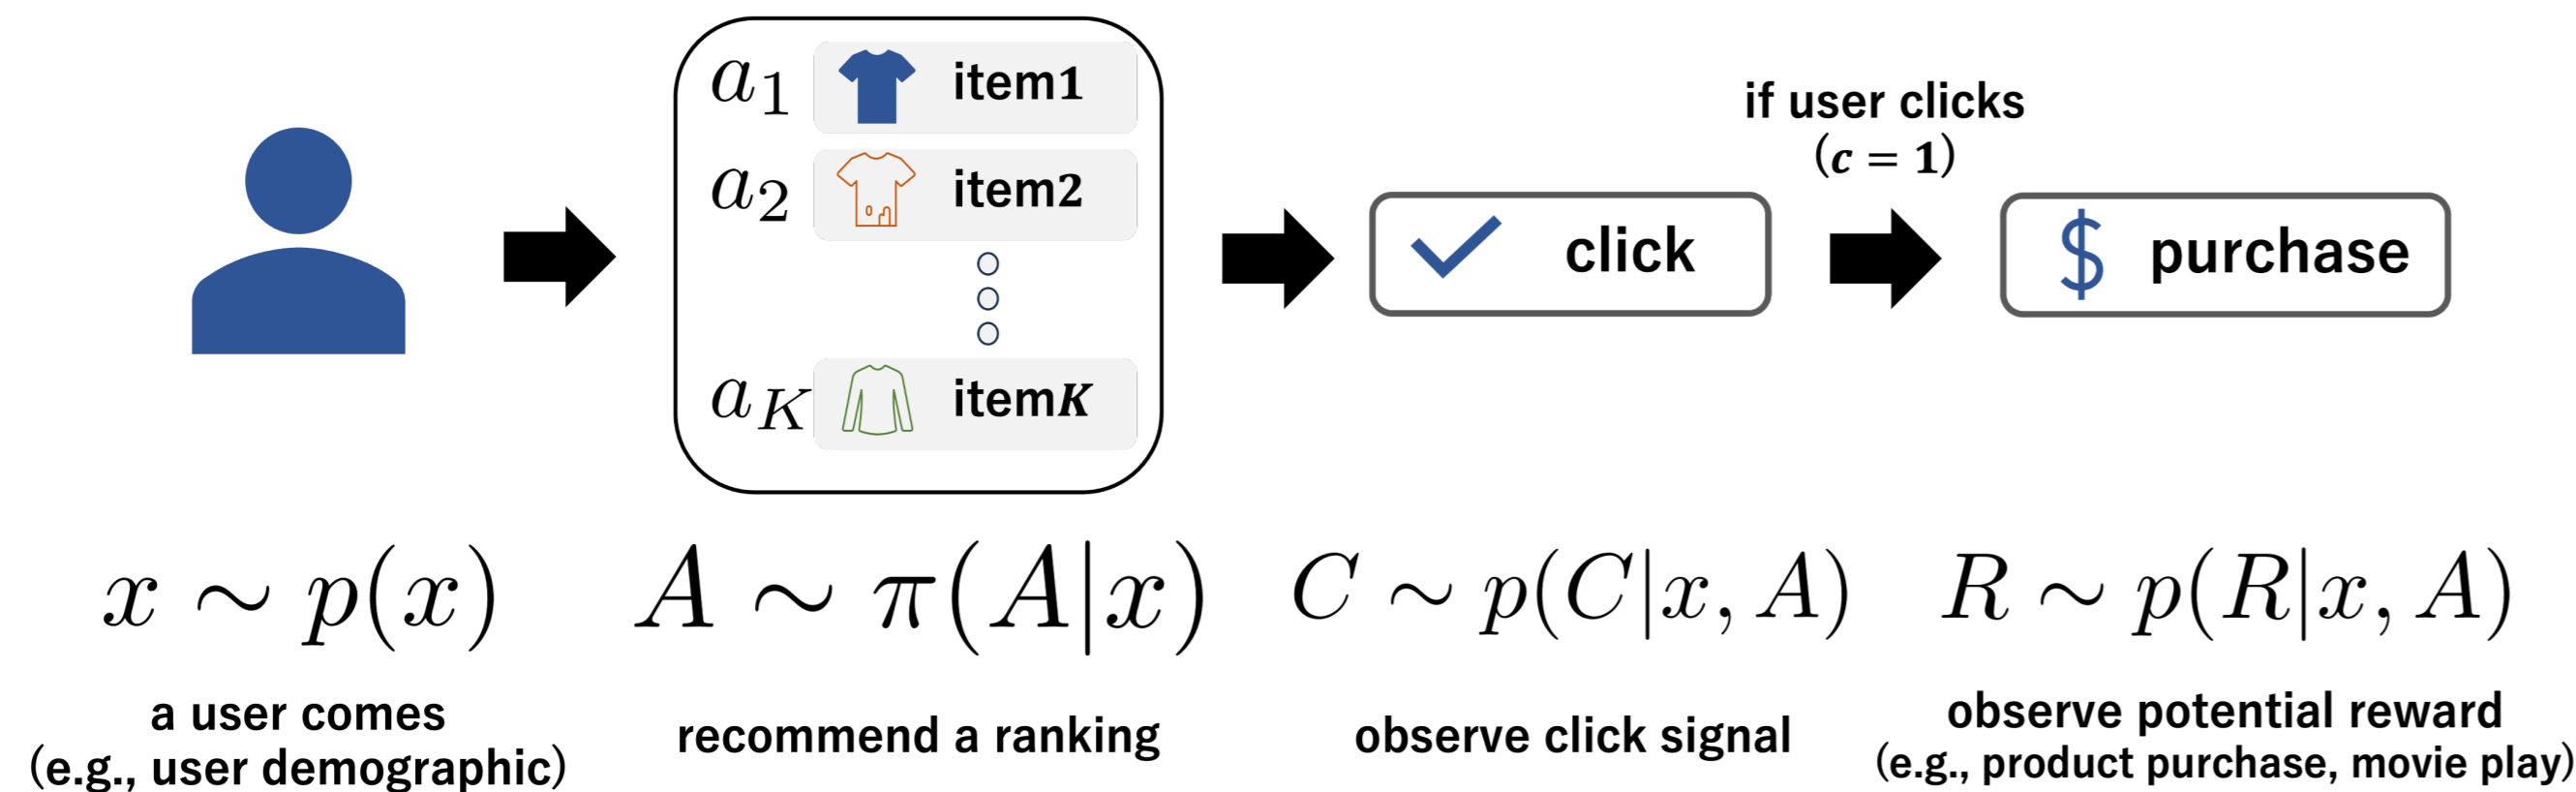 a₁ item1
a₂ item2
a_K itemK
if user clicks
(c = 1)
click
$ purchase
x ~ p(x)
A ~ π(A|x)
C ~ p(C|x, A)
R ~ p(R|x, A)
a user comes
(e.g., user demographic)
recommend a ranking
observe click signal
observe potential reward
(e.g., product purchase, movie play)